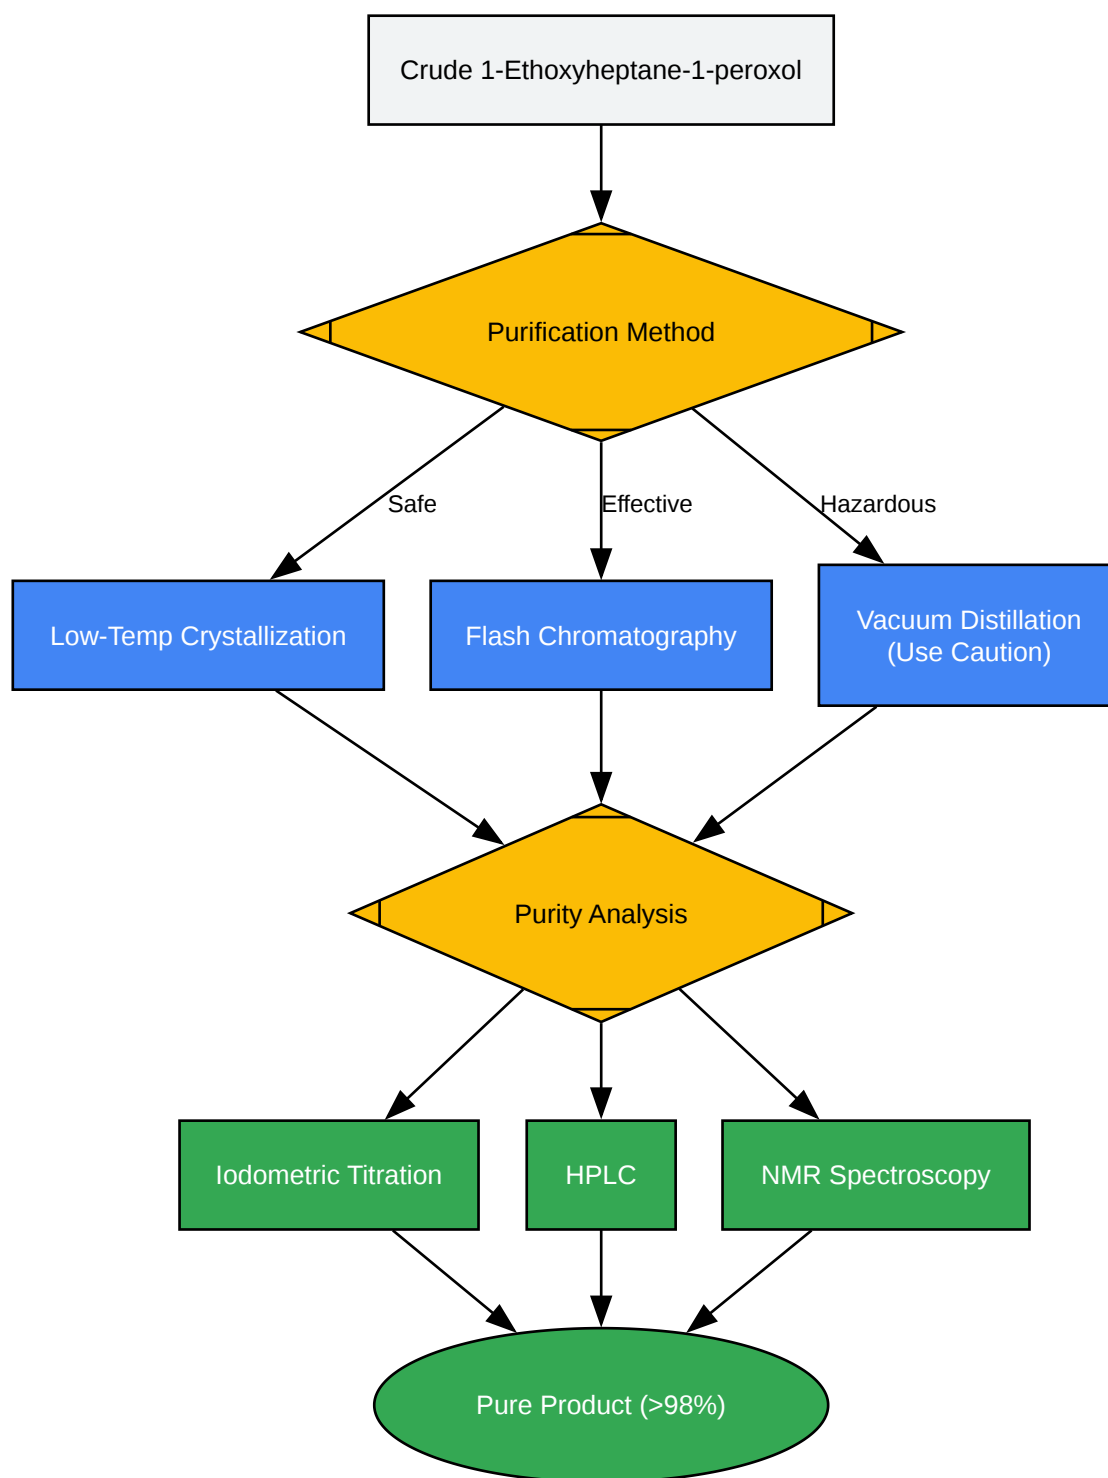 Crude 1-Ethoxyheptane-1-peroxol
Purification Method
Safe
Effective
Hazardous
Low-Temp Crystallization
Flash Chromatography
Vacuum Distillation
(Use Caution)
Purity Analysis
Iodometric Titration
HPLC
NMR Spectroscopy
Pure Product (>98%)